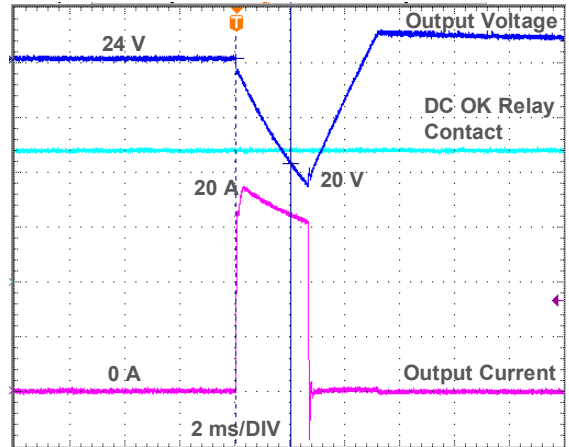 T
Output Voltage
24 V
DC OK Relay
Contact
20 A
20 V
0 A
Output Current
2 ms/DIV